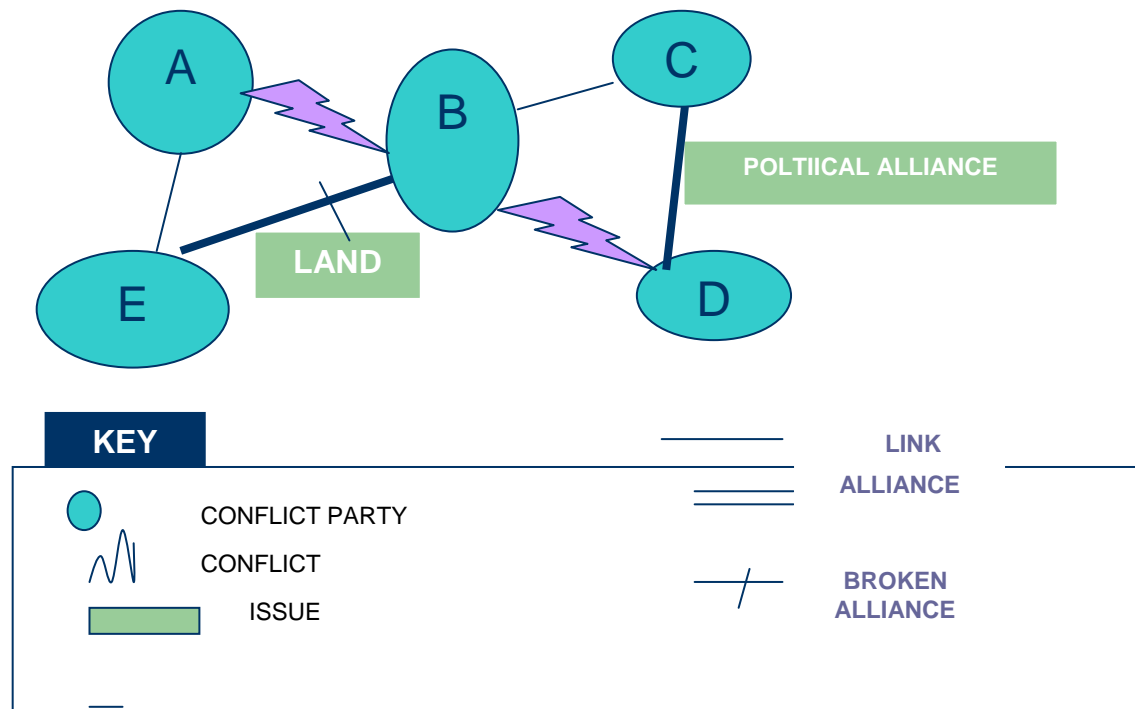 A
C
B
POLTIICAL ALLIANCE
LAND
E
D
KEY
LINK
ALLIANCE
CONFLICT PARTY
CONFLICT
ISSUE
BROKEN
ALLIANCE